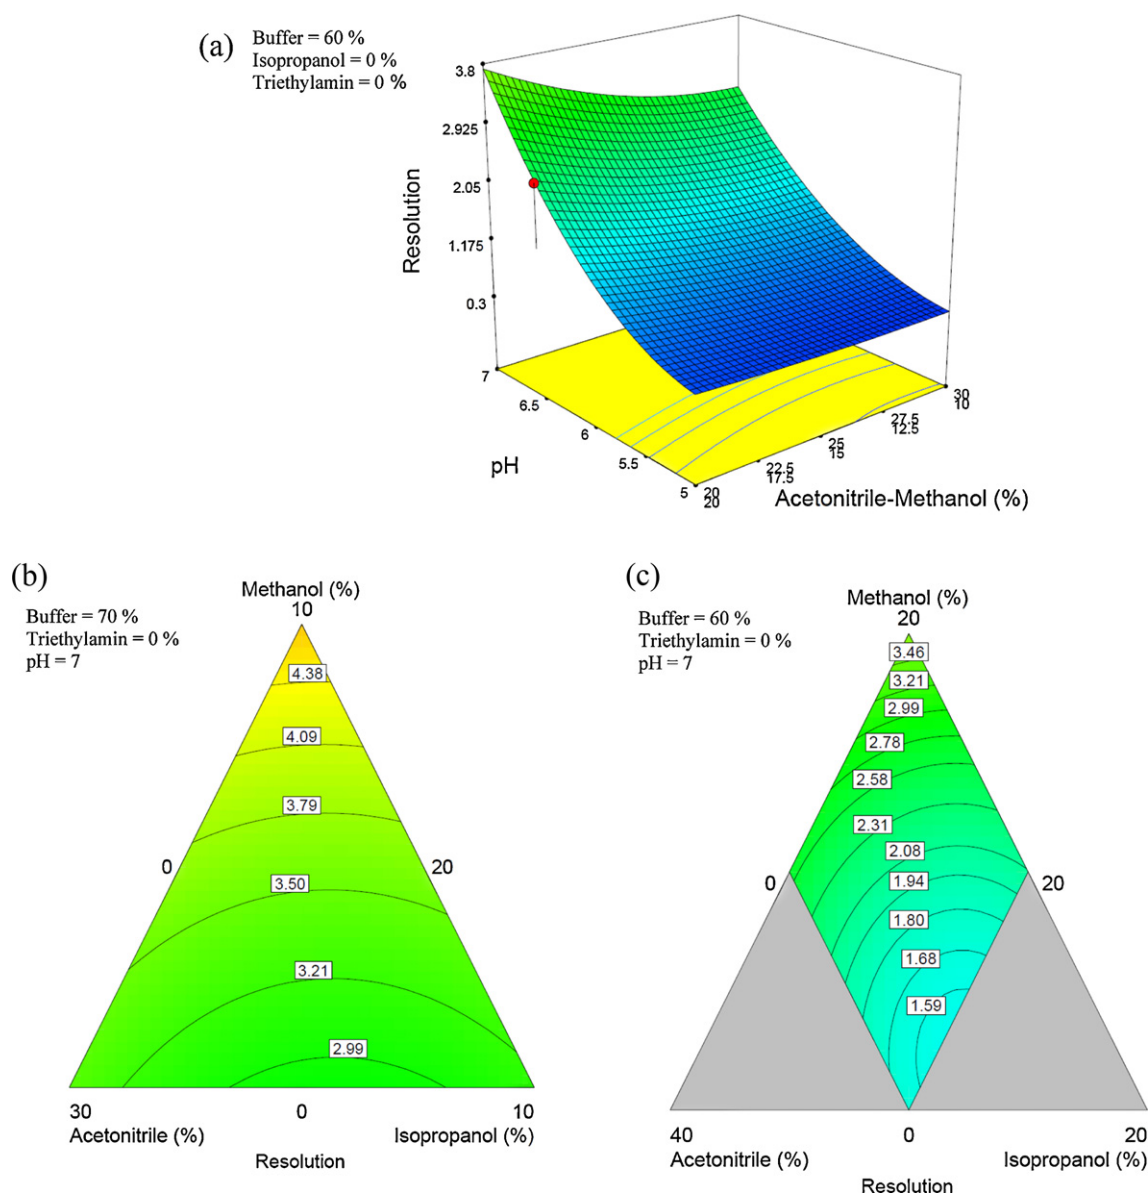 (a)
Buffer = 60 %
Isopropanol = 0 %
Triethylamin = 0 %
3.8
2.925
2.05
1.175
0.3
Resolution
7
6.5
6
5.5
5
pH
30
10
27.5
12.5
25
15
22.5
17.5
20
20
Acetonitrile-Methanol (%)
(b)
Buffer = 70 %
Triethylamin = 0 %
pH = 7
Methanol (%)
10
4.38
4.09
3.79
0
20
3.50
3.21
2.99
30
0
10
Acetonitrile (%)
Isopropanol (%)
Resolution
(c)
Buffer = 60 %
Triethylamin = 0 %
pH = 7
Methanol (%)
20
3.46
3.21
2.99
2.78
2.58
2.31
2.08
0
1.94
20
1.80
1.68
1.59
40
0
20
Acetonitrile (%)
Isopropanol (%)
Resolution